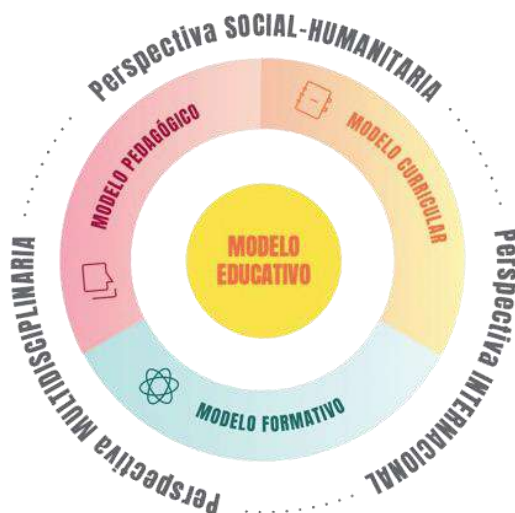 Perspectiva SOCIAL-HUMANITARIA
MODELO PEDAGÓGICO
MODELO CURRICULAR
MODELO
EDUCATIVO
MODELO FORMATIVO
Perspectiva MULTIDISCIPLINARIA
Perspectiva INTERNACIONAL